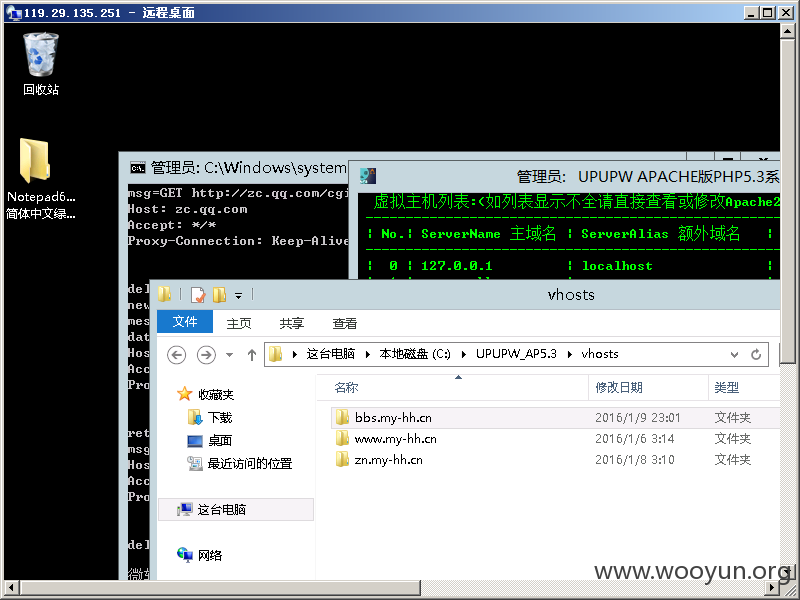 119.29.135.251 - 远程桌面
回收站
Notepad6...
简体中文绿...
管理员: C:\Windows\system
msg=GET http://zc.qq.com/cgi
Host: zc.qq.com
Accept: */*
Proxy-Connection: Keep-Alive
del
new
mes
dat
Hos
Acc
Pro
ret
msg
Hos
Acc
Pro
del
管理员: UPUPW APACHE版PHP5.3系
虚拟主机列表:<如列表显示不全请直接查看或修改Apache2
| No.| ServerName 主域名 | ServerAlias 额外域名 |
| 0 | 127.0.0.1 | localhost |
vhosts
文件 主页 共享 查看
这台电脑 本地磁盘 (C:) UPUPW_AP5.3 vhosts
收藏夹
下载
桌面
最近访问的位置
这台电脑
网络
名称 修改日期 类型
bbs.my-hh.cn 2016/1/9 23:01 文件夹
www.my-hh.cn 2016/1/6 3:14 文件夹
zn.my-hh.cn 2016/1/8 3:10 文件夹
www.wooyun.org